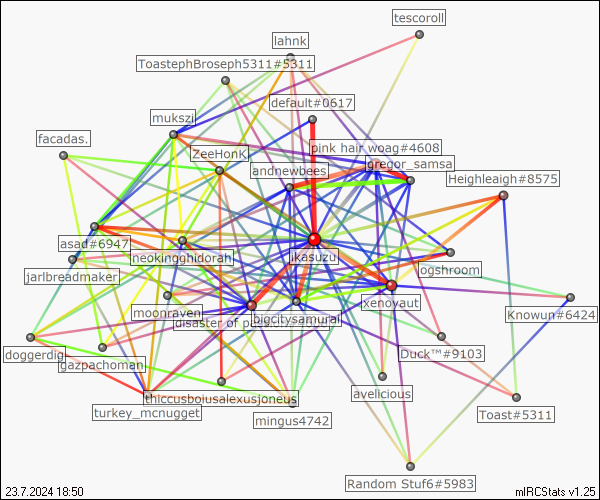 tescoroll
lahnk
ToastephBroseph5311#5311
default#0617
mukszi
facadas.
pink hair woag#4608
ZeeHonK
gregor_samsa
andnewbees
Heighleaigh#8575
asad#6947
neokingghidorah
ikasuzu
ogshroom
jarlbreadmaker
xenoyaut
moonraven
Knowun#6424
disaster of
bigcitysamurai
doggerdig
Duck™#9103
gazpachoman
avelicious
thiccusboiusalexusjoneus
turkey_mcnugget
mingus4742
Toast#5311
Random Stuf6#5983
23.7.2024 18:50
mIRCStats v1.25